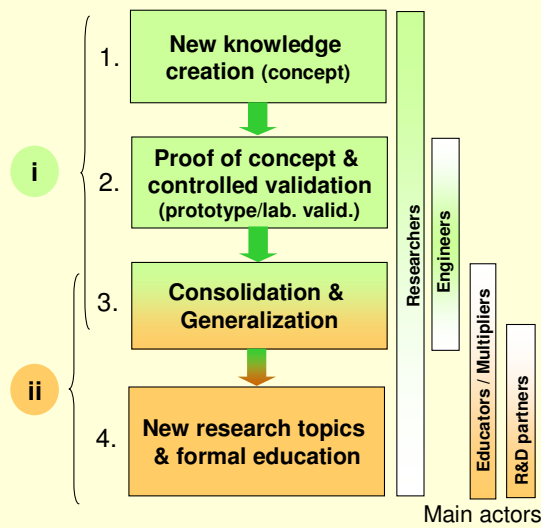 1.
New knowledge
creation (concept)
i
2.
Proof of concept &
controlled validation
(prototype/lab. valid.)
3.
Consolidation &
Generalization
ii
4.
New research topics
& formal education
Researchers
Engineers
Educators / Multipliers
R&D partners
Main actors